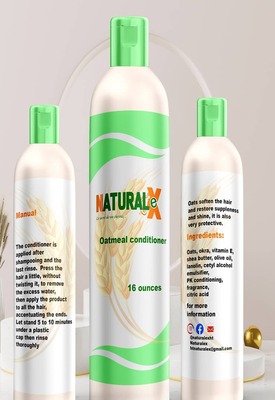 Manual
The conditioner is
applied after
shampooing and the
last rinse. Press the
hair a little, without
twisting it, to remove
the excess water,
then apply the product
to all the hair,
accentuating the ends.
Let stand 5 to 10 minutes
under a plastic
cap then rinse
thoroughly
NATURALeX
Oatmeal conditioner
16 ounces
Oats soften the hair
and restore suppleness
and shine, it is also
very protective.
Ingredients:
Oats, okra, vitamin E,
shea butter, olive oil,
lanolin, cetyl alcohol
emulsifier,
PK conditioning,
fragrance,
citric acid
for more
information
Naturalex